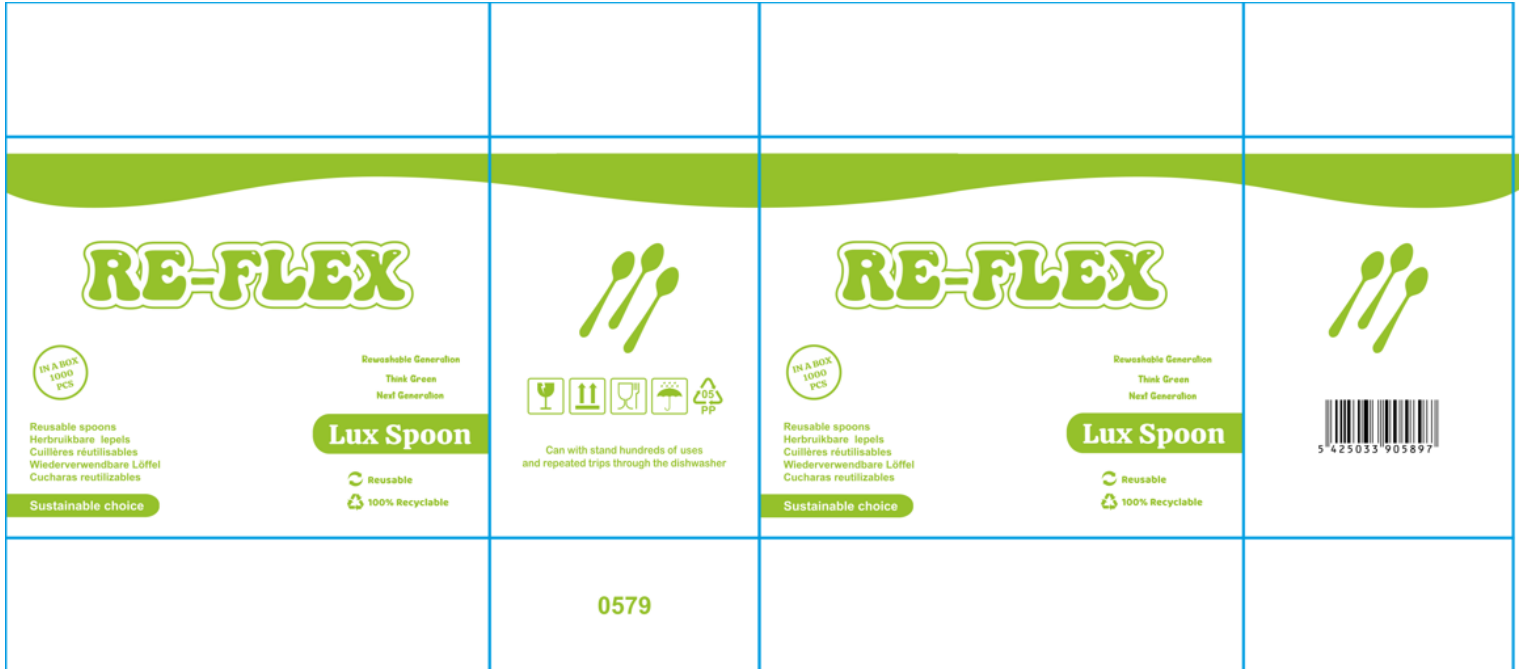 RE-FLEX
IN A BOX
1000
PCS
Rewashable Generation
Think Green
Next Generation
Reusable spoons
Herbruikbare lepels
Cuillères réutilisables
Wiederverwendbare Löffel
Cucharas reutilizables
Lux Spoon
Reusable
100% Recyclable
Sustainable choice
05
PP
Can with stand hundreds of uses
and repeated trips through the dishwasher
RE-FLEX
IN A BOX
1000
PCS
Rewashable Generation
Think Green
Next Generation
Reusable spoons
Herbruikbare lepels
Cuillères réutilisables
Wiederverwendbare Löffel
Cucharas reutilizables
Lux Spoon
Reusable
100% Recyclable
Sustainable choice
5 425033 905897
0579